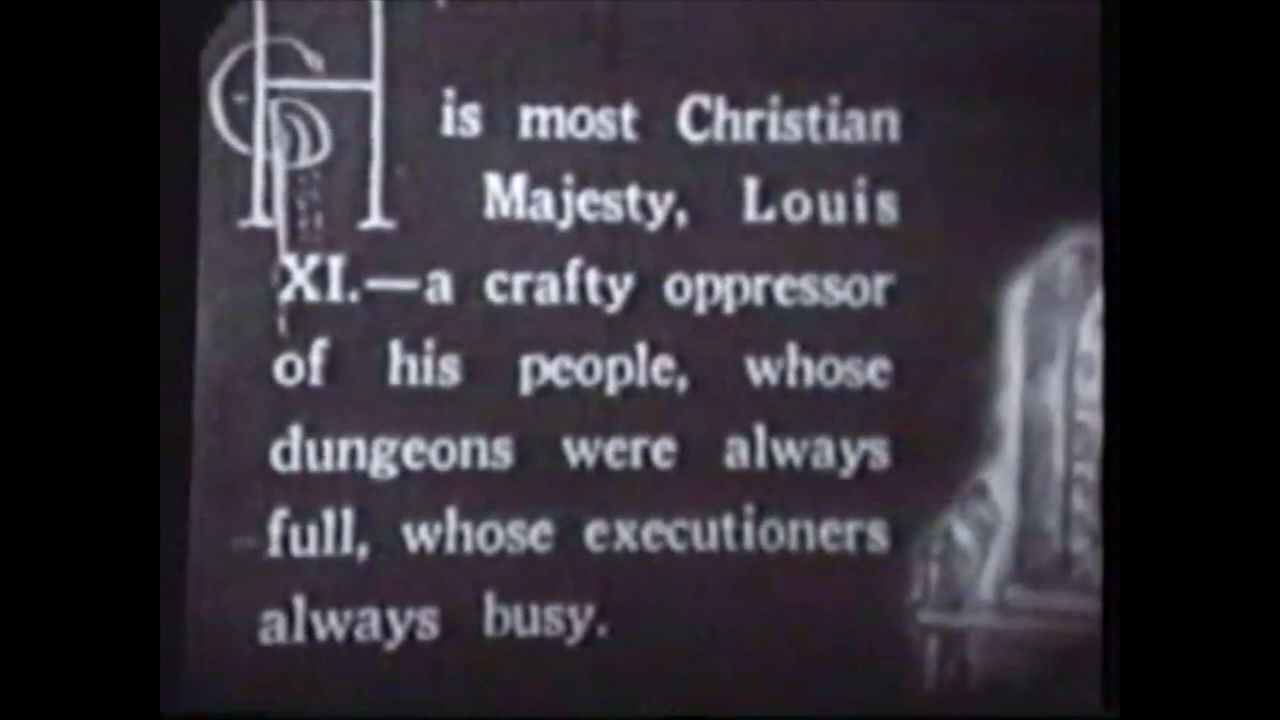 His most Christian
Majesty, Louis
XI.—a crafty oppressor
of his people, whose
dungeons were always
full, whose executioners
always busy.